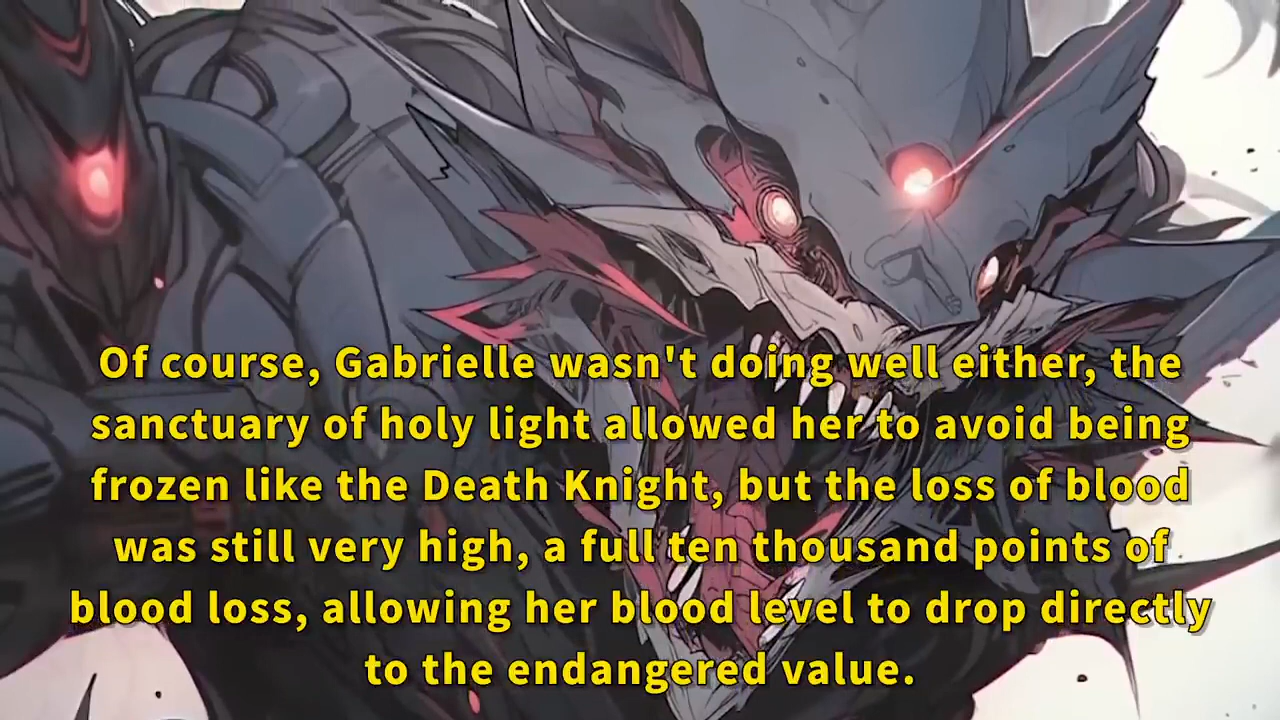 Of course, Gabrielle wasn't doing well either, the
sanctuary of holy light allowed her to avoid being
frozen like the Death Knight, but the loss of blood
was still very high, a full ten thousand points of
blood loss, allowing her blood level to drop directly
to the endangered value.